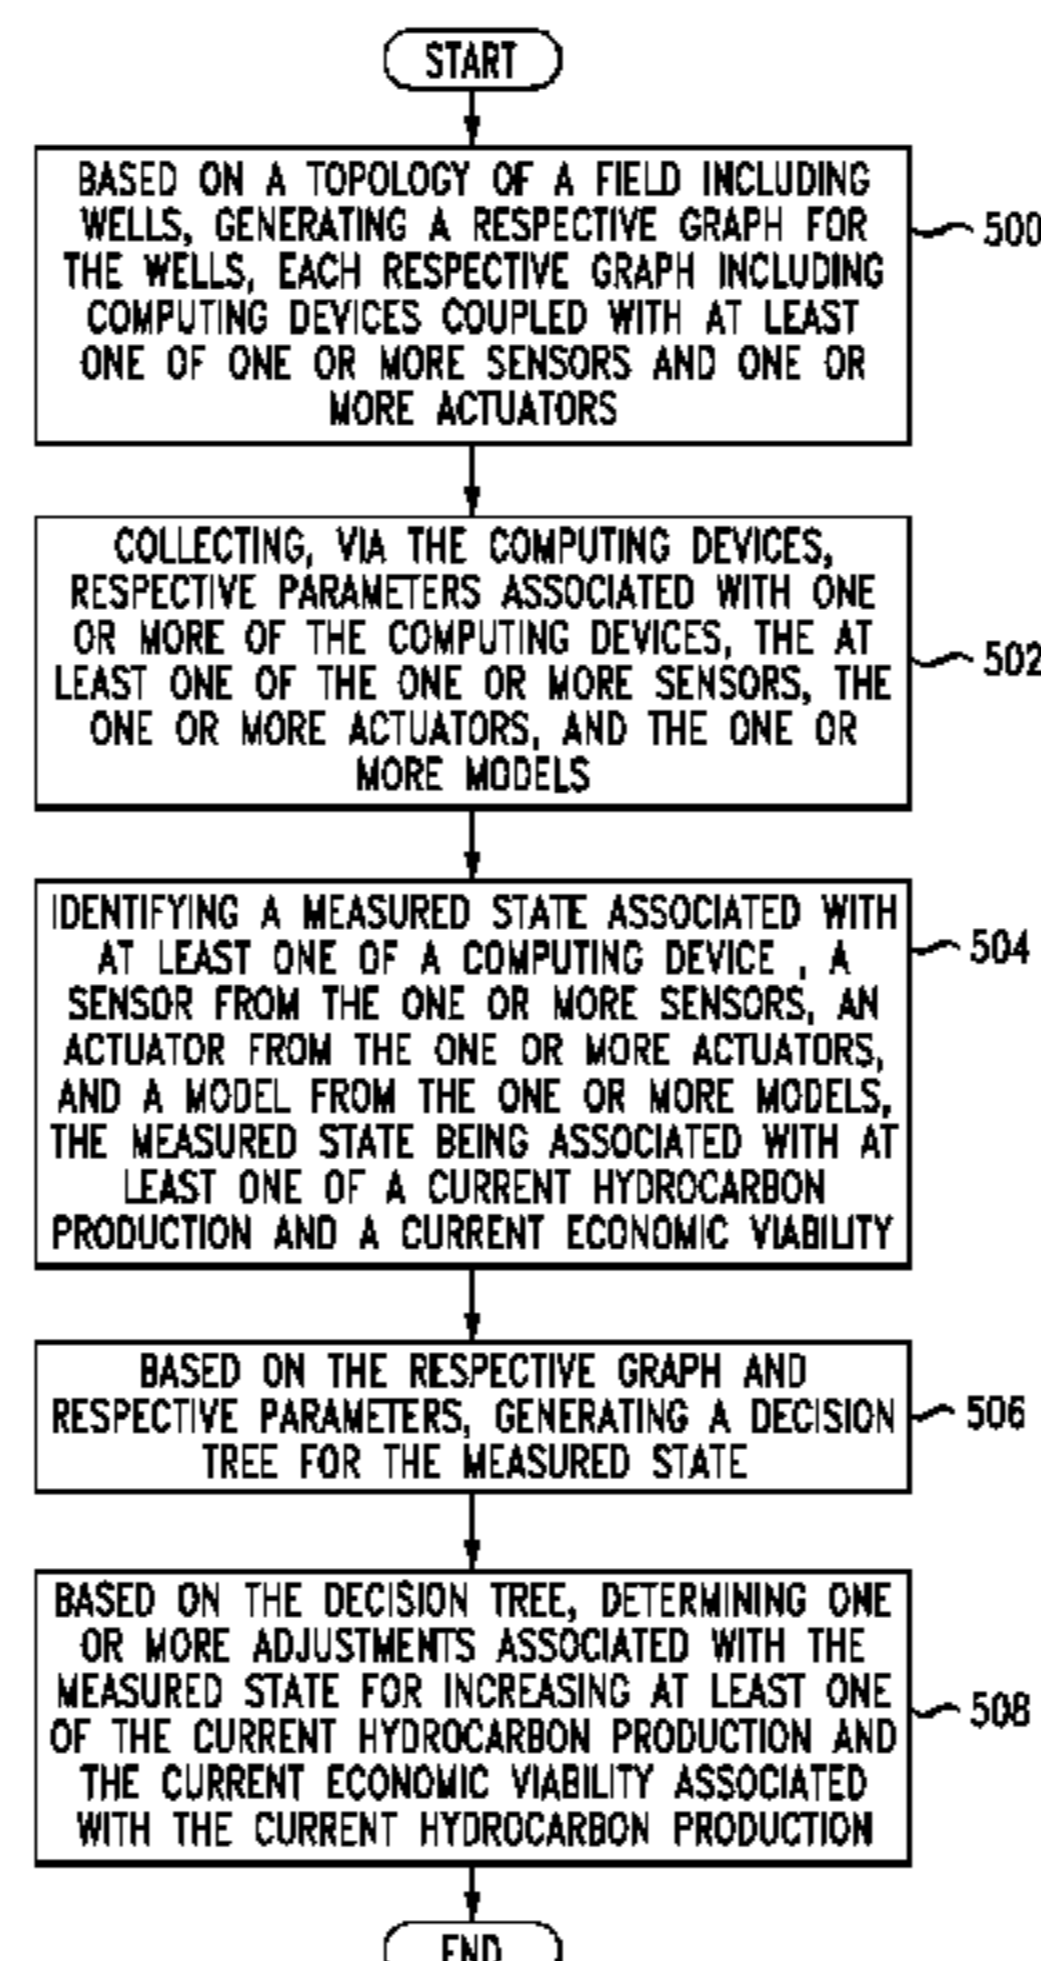 START
BASED ON A TOPOLOGY OF A FIELD INCLUDING
WELLS, GENERATING A RESPECTIVE GRAPH FOR
THE WELLS, EACH RESPECTIVE GRAPH INCLUDING
COMPUTING DEVICES COUPLED WITH AT LEAST
ONE OF ONE OR MORE SENSORS AND ONE OR
MORE ACTUATORS
500
COLLECTING, VIA THE COMPUTING DEVICES,
RESPECTIVE PARAMETERS ASSOCIATED WITH ONE
OR MORE OF THE COMPUTING DEVICES, THE AT
LEAST ONE OF THE ONE OR MORE SENSORS, THE
ONE OR MORE ACTUATORS, AND THE ONE OR
MORE MODELS
502
IDENTIFYING A MEASURED STATE ASSOCIATED WITH
AT LEAST ONE OF A COMPUTING DEVICE , A
SENSOR FROM THE ONE OR MORE SENSORS, AN
ACTUATOR FROM THE ONE OR MORE ACTUATORS,
AND A MODEL FROM THE ONE OR MORE MODELS,
THE MEASURED STATE BEING ASSOCIATED WITH AT
LEAST ONE OF A CURRENT HYDROCARBON
PRODUCTION AND A CURRENT ECONOMIC VIABILITY
504
BASED ON THE RESPECTIVE GRAPH AND
RESPECTIVE PARAMETERS, GENERATING A DECISION
TREE FOR THE MEASURED STATE
506
BASED ON THE DECISION TREE, DETERMINING ONE
OR MORE ADJUSTMENTS ASSOCIATED WITH THE
MEASURED STATE FOR INCREASING AT LEAST ONE
OF THE CURRENT HYDROCARBON PRODUCTION AND
THE CURRENT ECONOMIC VIABILITY ASSOCIATED
WITH THE CURRENT HYDROCARBON PRODUCTION
508
END